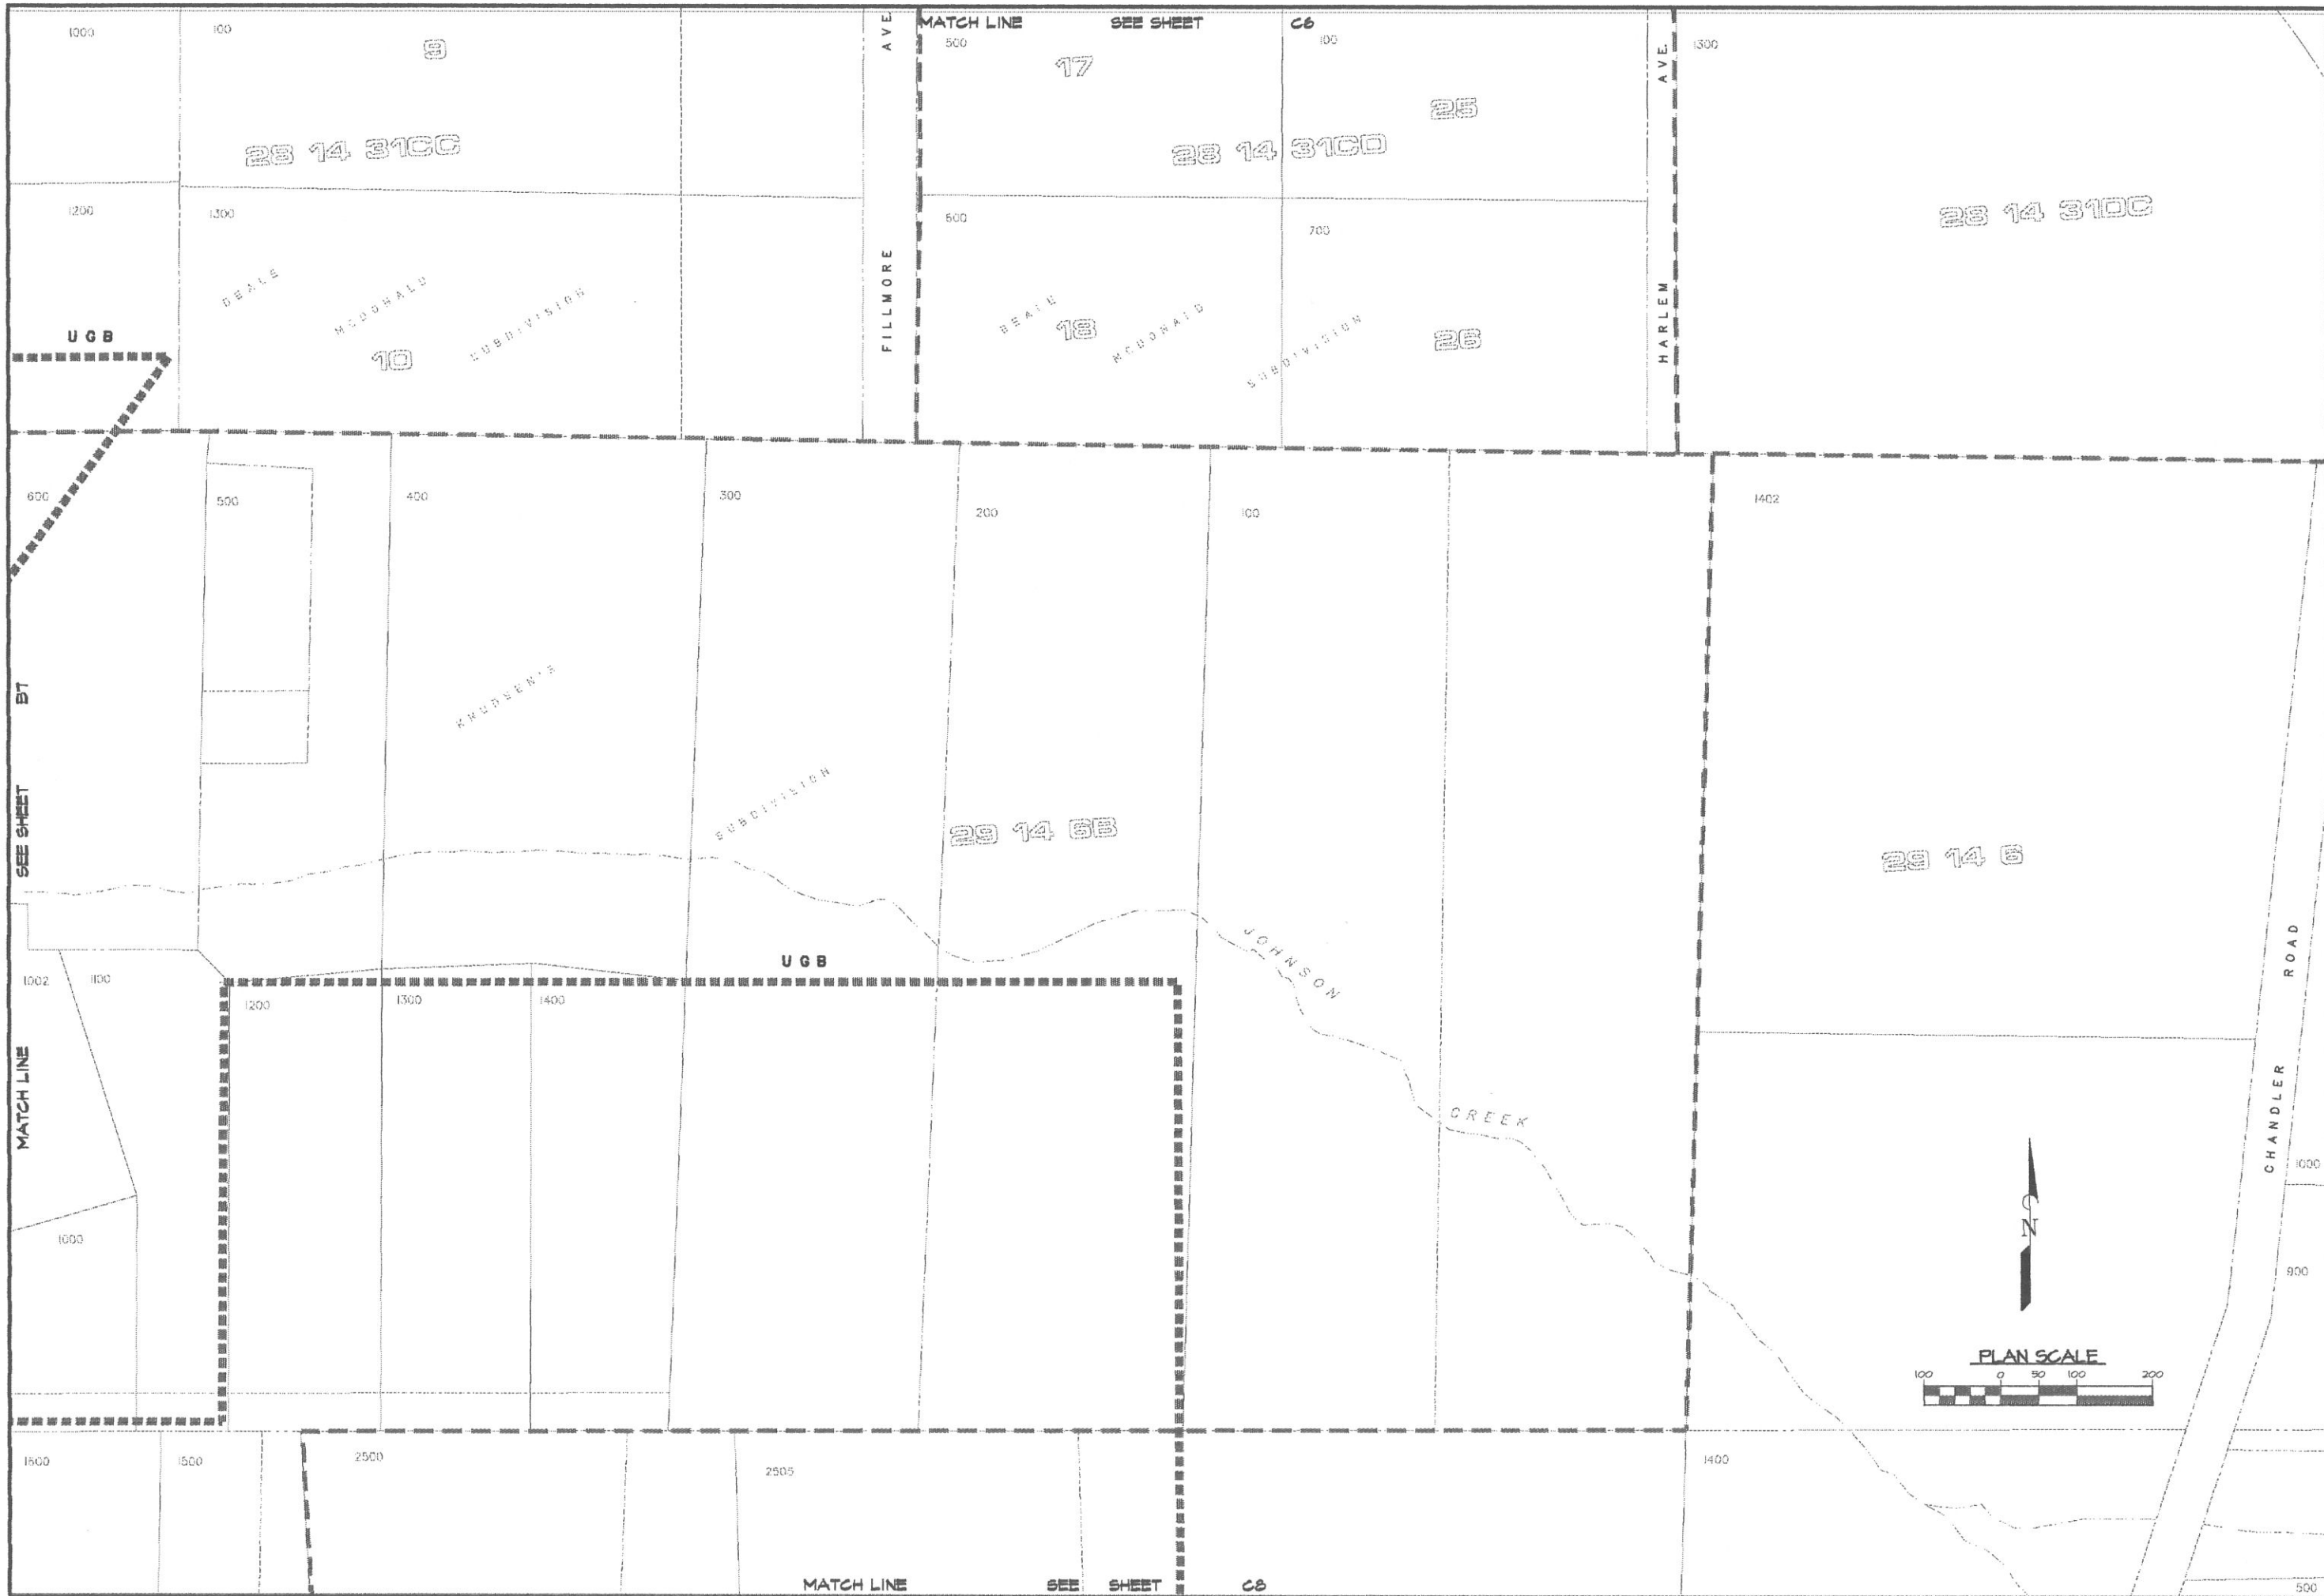 MATCH LINE SEE SHEET C6
1000
100
9
AVE
500
17
100
25
AVE.
1300
28 14 31CC
28 14 31CD
28 14 31DC
1200
1300
FILLMORE
600
700
HARLEM
BEALE
MCDONALD
SUBDIVISION
10
BEALE
18
MCDONALD
SUBDIVISION
26
UGB
600
500
400
300
200
100
1402
MATCH LINE SEE SHEET B7
KNUDSEN'S
SUBDIVISION
29 14 6B
29 14 6
JOHNSON
CREEK
CHANDLER ROAD
UGB
1002
1100
1200
1300
1400
1000
1000
900
N
PLAN SCALE
100 0 50 100 200
1600
1500
2500
2505
1400
500
MATCH LINE SEE SHEET C8